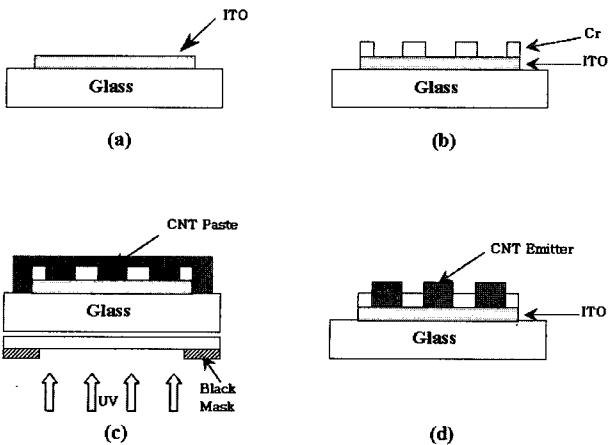 ITO
Glass
(a)
Cr
ITO
Glass
(b)
CNT Paste
Glass
UV
Black
Mask
(c)
CNT Emitter
ITO
Glass
(d)